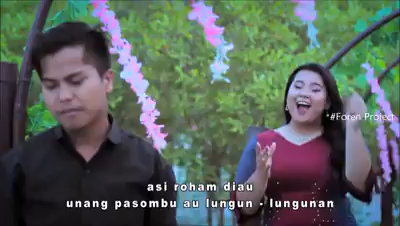 *#Foren Project
asi roham diau
unang pasombu au lungun - lungunan